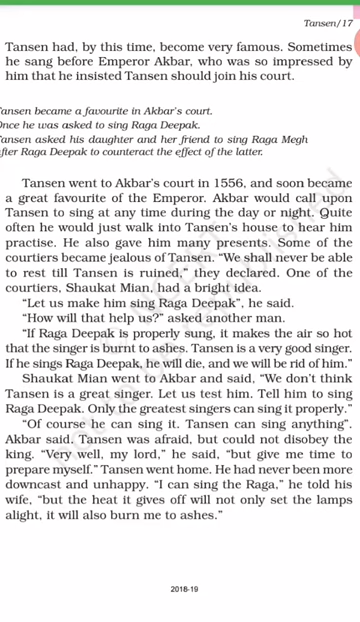 Tansen/17
Tansen had, by this time, become very famous. Sometimes
he sang before Emperor Akbar, who was so impressed by
him that he insisted Tansen should join his court.
Tansen became a favourite in Akbar's court.
Once he was asked to sing Raga Deepak.
Tansen asked his daughter and her friend to sing Raga Megh
after Raga Deepak to counteract the effect of the latter.
Tansen went to Akbar's court in 1556, and soon became
a great favourite of the Emperor. Akbar would call upon
Tansen to sing at any time during the day or night. Quite
often he would just walk into Tansen's house to hear him
practise. He also gave him many presents. Some of the
courtiers became jealous of Tansen. “We shall never be able
to rest till Tansen is ruined,” they declared. One of the
courtiers, Shaukat Mian, had a bright idea.
“Let us make him sing Raga Deepak”, he said.
“How will that help us?” asked another man.
“If Raga Deepak is properly sung, it makes the air so hot
that the singer is burnt to ashes. Tansen is a very good singer.
If he sings Raga Deepak, he will die, and we will be rid of him.”
Shaukat Mian went to Akbar and said, “We don't think
Tansen is a great singer. Let us test him. Tell him to sing
Raga Deepak. Only the greatest singers can sing it properly.”
“Of course he can sing it. Tansen can sing anything”.
Akbar said. Tansen was afraid, but could not disobey the
king. “Very well, my lord,” he said, “but give me time to
prepare myself.” Tansen went home. He had never been more
downcast and unhappy. “I can sing the Raga,” he told his
wife, “but the heat it gives off will not only set the lamps
alight, it will also burn me to ashes.”
2018-19